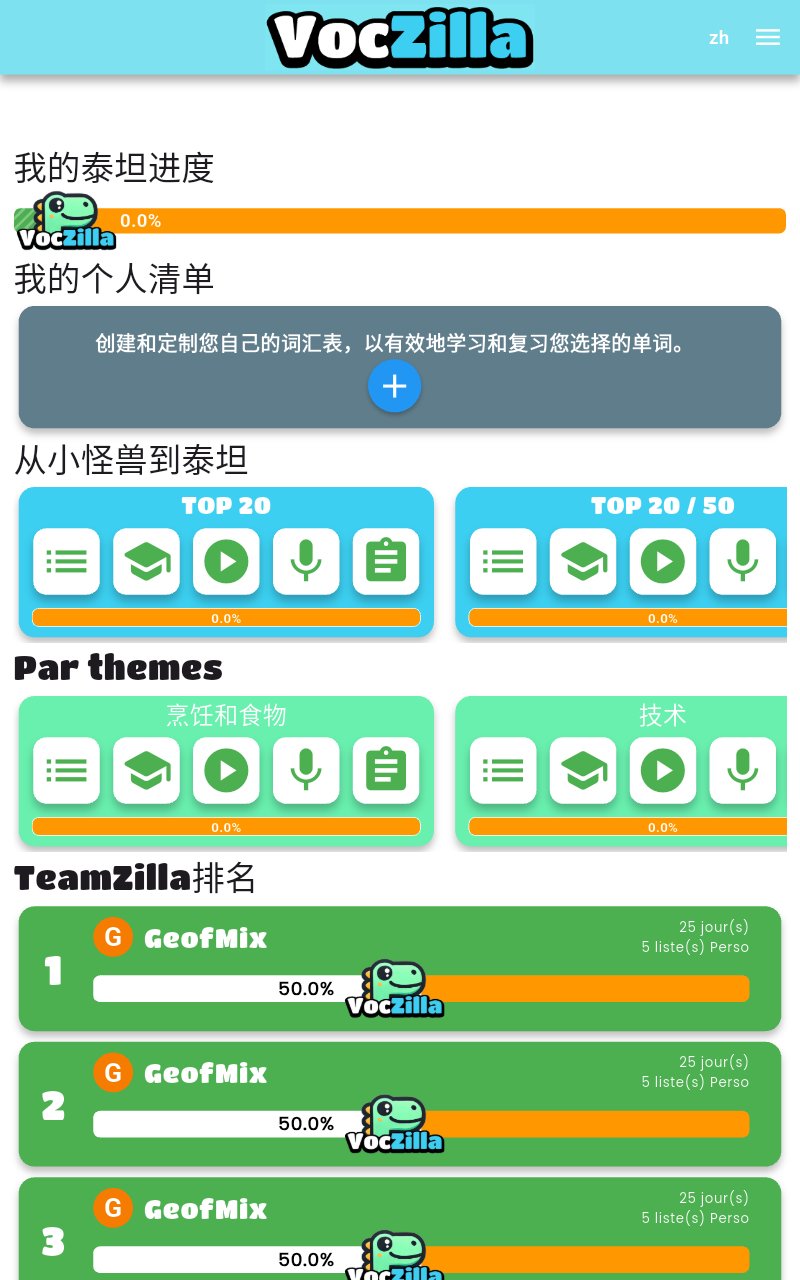 VocZilla
zh
我的泰坦进度
0.0%
VocZilla
我的个人清单
创建和定制您自己的词汇表，以有效地学习和复习您选择的单词。
从小怪兽到泰坦
TOP 20
TOP 20 / 50
0.0%
0.0%
Par themes
烹饪和食物
技术
0.0%
0.0%
TeamZilla排名
1
G
GeofMix
25 jour(s)
5 liste(s) Perso
50.0%
VocZilla
2
G
GeofMix
25 jour(s)
5 liste(s) Perso
50.0%
VocZilla
3
G
GeofMix
25 jour(s)
5 liste(s) Perso
50.0%
VocZilla